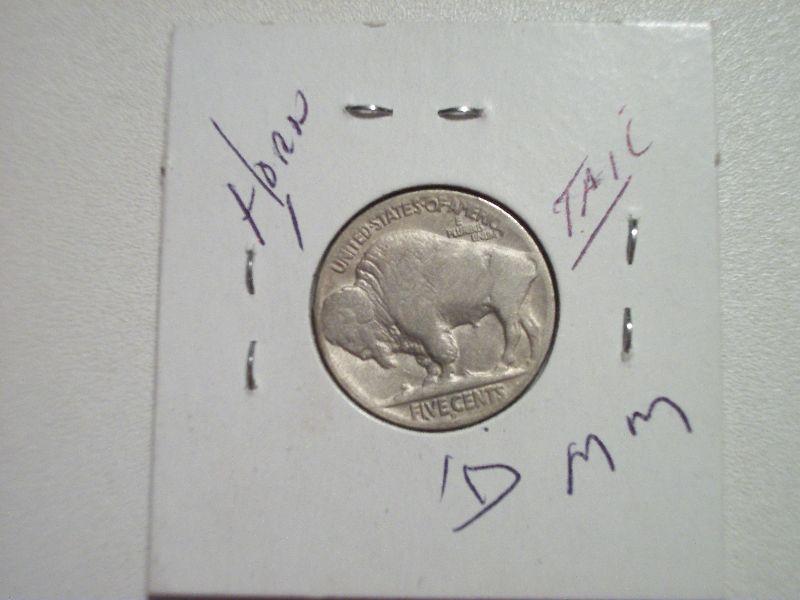 HORN
TAIL
UNITED STATES OF AMERICA
E
PLURIBUS
UNUM
FIVE CENTS
D MM